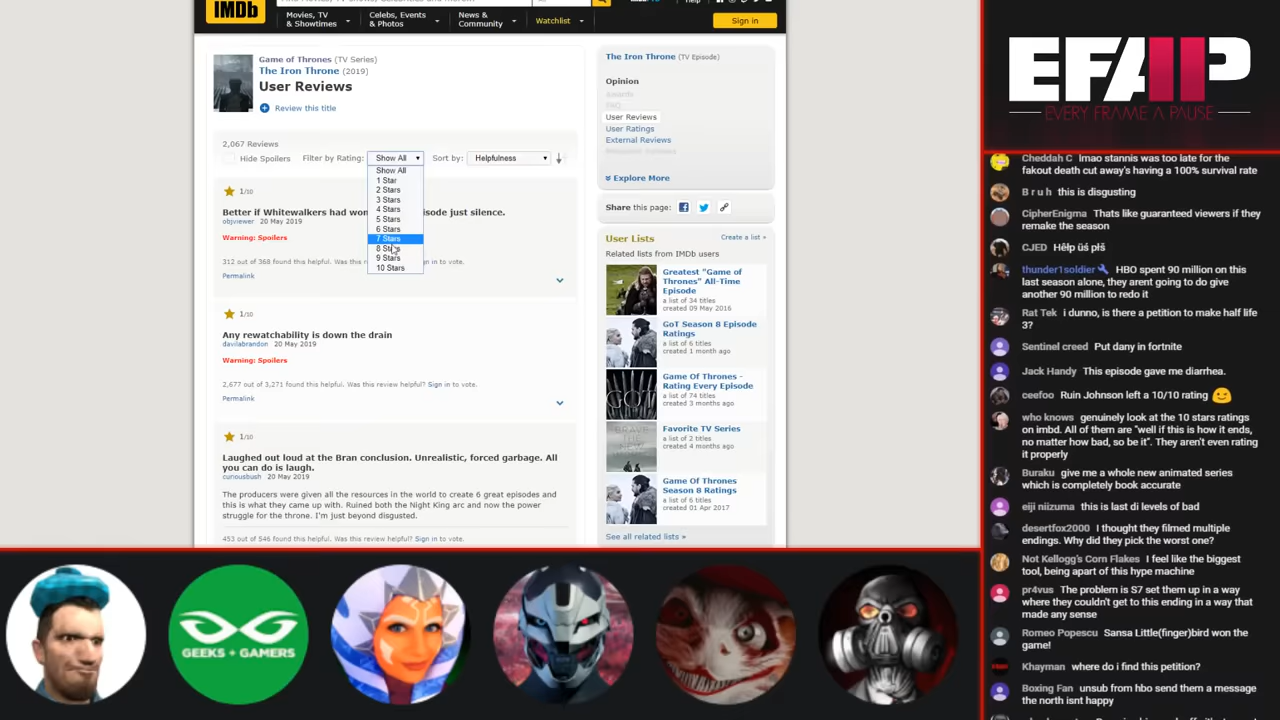 IMDb
Movies, TV
& Showtimes
Celebs, Events
& Photos
News &
Community
Watchlist
Help
Sign in
Game of Thrones (TV Series)
The Iron Throne (2019)
User Reviews
Review this title
2,067 Reviews
Hide Spoilers
Filter by Rating:
Show All
Sort by:
Helpfulness
Show All
1 Star
2 Stars
3 Stars
4 Stars
5 Stars
6 Stars
7 Stars
8 Stars
9 Stars
10 Stars
1/10
Better if Whitewalkers had won
isode just silence.
objviewer 20 May 2019
Warning: Spoilers
312 out of 368 found this helpful. Was this re
in to vote.
Permalink
1/10
Any rewatchability is down the drain
davilabrandon 20 May 2019
Warning: Spoilers
2,677 out of 3,271 found this helpful. Was this review helpful? Sign in to vote.
Permalink
1/10
Laughed out loud at the Bran conclusion. Unrealistic, forced garbage. All
you can do is laugh.
curiousbush 20 May 2019
The producers were given all the resources in the world to create 6 great episodes and
this is what they came up with. Ruined both the Night King arc and now the power
struggle for the throne. I'm just beyond disgusted.
453 out of 546 found this helpful. Was this review helpful? Sign in to vote.
The Iron Throne (TV Episode)
Opinion
Awards
FAQ
User Reviews
User Ratings
External Reviews
Explore More
Share this page:
User Lists
Create a list »
Related lists from IMDb users
Greatest "Game of
Thrones" All-Time
Episode
a list of 34 titles
created 09 May 2016
GoT Season 8 Episode
Ratings
a list of 6 titles
created 1 month ago
GOT
Game Of Thrones -
Rating Every Episode
a list of 74 titles
created 3 months ago
Favorite TV Series
a list of 2 titles
created 4 months ago
Game Of Thrones
Season 8 Ratings
a list of 6 titles
created 01 Apr 2017
See all related lists »
EFAP
EVERY FRAME A PAUSE
Cheddah C lmao stannis was too late for the
fakout death cut away's having a 100% survival rate
B r u h this is disgusting
CipherEnigma Thats like guaranteed viewers if they
remake the season
CJED Hêlp üš plš
thunder1soldier HBO spent 90 million on this
last season alone, they arent going to do give
another 90 million to redo it
Rat Tek i dunno, is there a petition to make half life
3?
Sentinel creed Put dany in fortnite
Jack Handy This episode gave me diarrhea.
ceefoo Ruin Johnson left a 10/10 rating
who knows genuinely look at the 10 stars ratings
on imbd. All of them are "well if this is how it ends,
no matter how bad, so be it". They aren't even rating
it properly
Buraku give me a whole new animated series
which is completely book accurate
eiji niizuma this is last di levels of bad
desertfox2000 I thought they filmed multiple
endings. Why did they pick the worst one?
Not Kellogg's Corn Flakes I feel like the biggest
tool, being apart of this hype machine
pr4vus The problem is S7 set them up in a way
where they couldn't get to this ending in a way that
made any sense
Romeo Popescu Sansa Little(finger)bird won the
game!
Khayman where do i find this petition?
Boxing Fan unsub from hbo send them a message
the north isnt happy
GEEKS + GAMERS